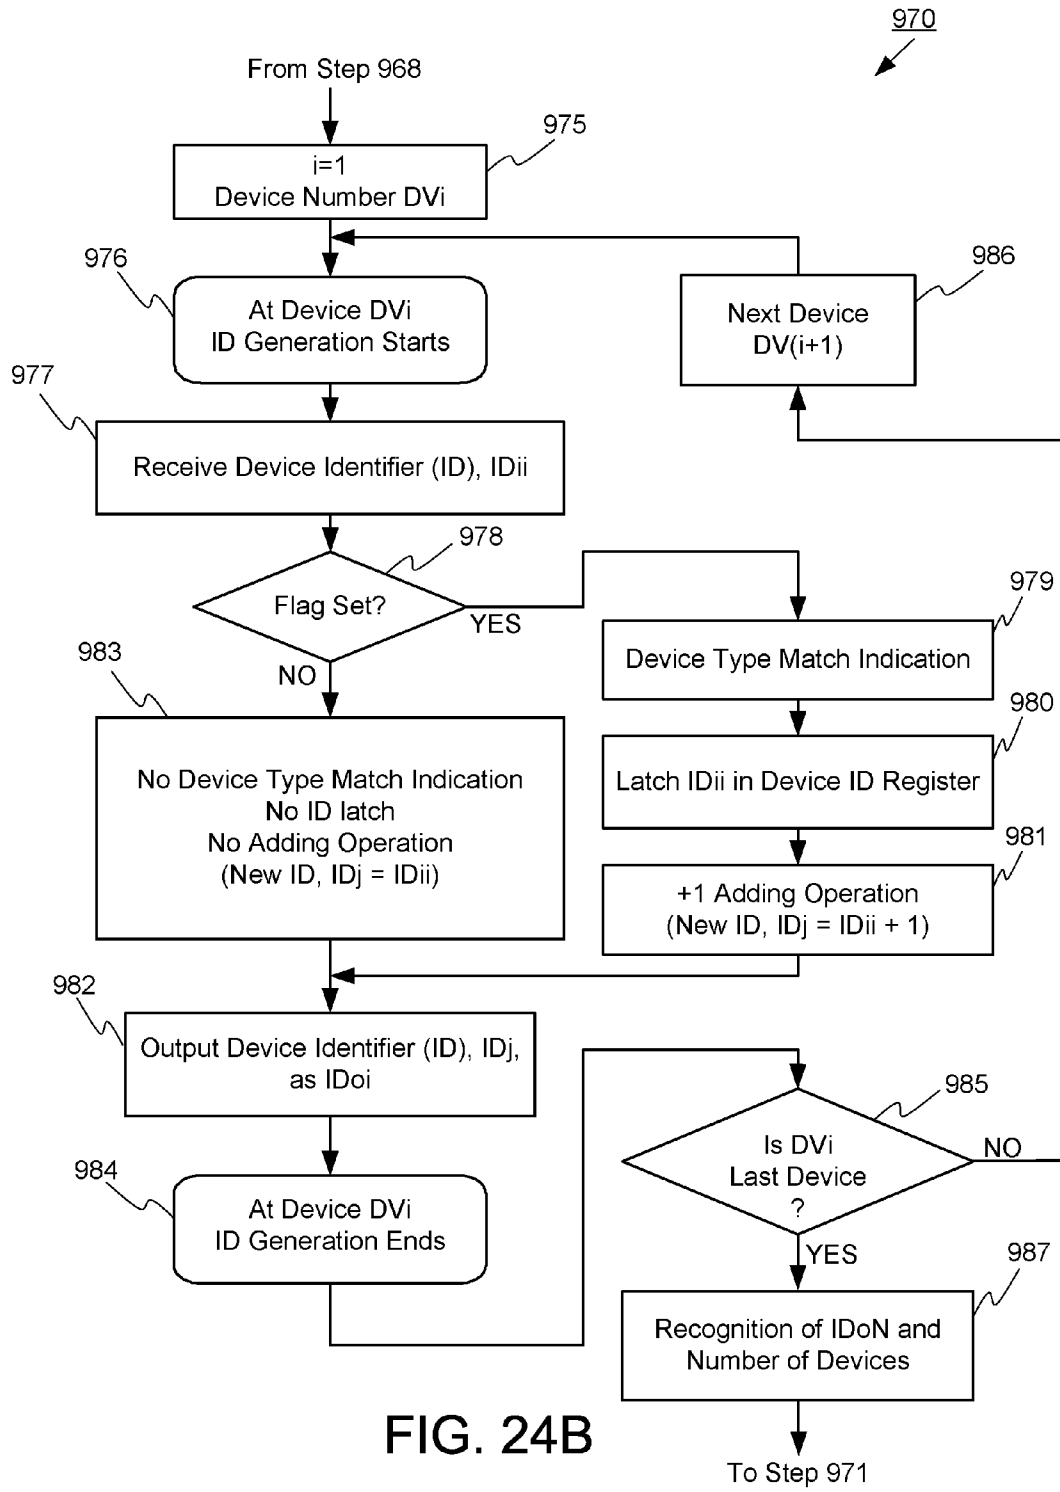 970
From Step 968
975
i=1
Device Number DVi
976
At Device DVi
ID Generation Starts
986
Next Device
DV(i+1)
977
Receive Device Identifier (ID), IDii
978
Flag Set?
YES
NO
979
Device Type Match Indication
980
Latch IDii in Device ID Register
981
+1 Adding Operation
(New ID, IDj = IDii + 1)
983
No Device Type Match Indication
No ID latch
No Adding Operation
(New ID, IDj = IDii)
982
Output Device Identifier (ID), IDj,
as IDoi
984
At Device DVi
ID Generation Ends
985
Is DVi
Last Device
?
NO
YES
987
Recognition of IDoN and
Number of Devices
To Step 971
FIG. 24B